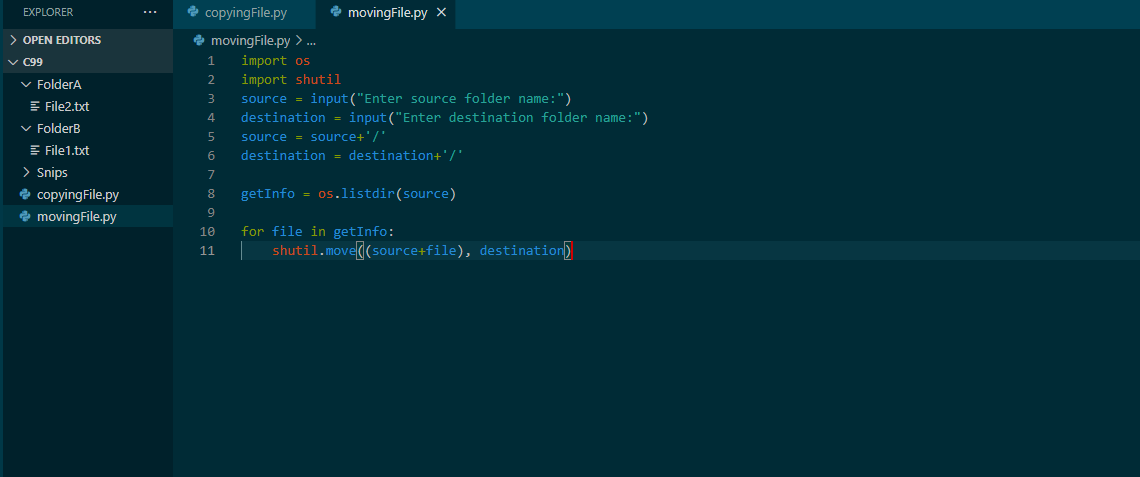 EXPLORER ...
OPEN EDITORS
C99
FolderA
File2.txt
FolderB
File1.txt
Snips
copyingFile.py
movingFile.py
copyingFile.py movingFile.py
movingFile.py > ...
1 import os
2 import shutil
3 source = input("Enter source folder name:")
4 destination = input("Enter destination folder name:")
5 source = source+'/'
6 destination = destination+'/'
7
8 getInfo = os.listdir(source)
9
10 for file in getInfo:
11     shutil.move((source+file), destination)